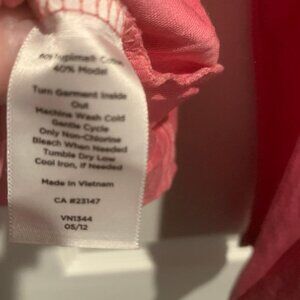 40% Modal
Turn Garment Inside
Out
Machine Wash Cold
Gentle Cycle
Only Non-Chlorine
Bleach When Needed
Tumble Dry Low
Cool Iron, If Needed
Made in Vietnam
CA #23147
VN1344
05/12